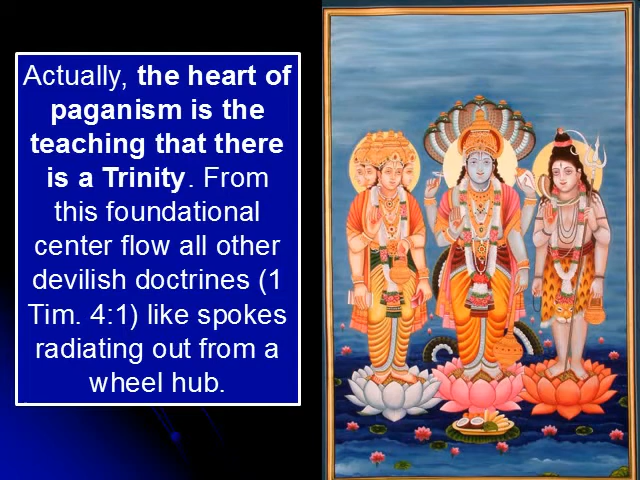 Actually, the heart of
paganism is the
teaching that there
is a Trinity. From
this foundational
center flow all other
devilish doctrines (1
Tim. 4:1) like spokes
radiating out from a
wheel hub.